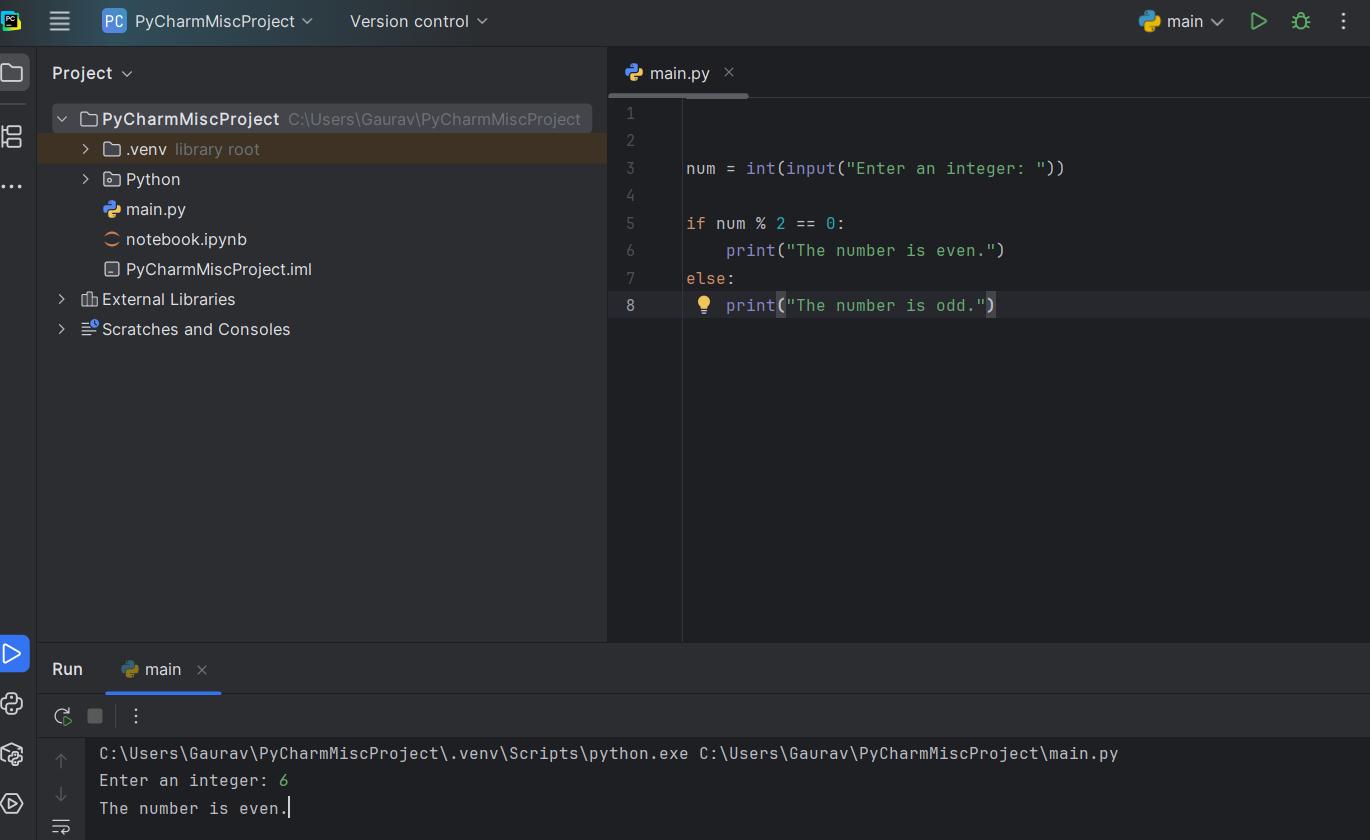 PC PyCharmMiscProject Version control main
Project
main.py
PyCharmMiscProject C:\Users\Gaurav\PyCharmMiscProject
.venv library root
Python
main.py
notebook.ipynb
PyCharmMiscProject.iml
External Libraries
Scratches and Consoles
1
2
3 num = int(input("Enter an integer: "))
4
5 if num % 2 == 0:
6     print("The number is even.")
7 else:
8     print("The number is odd.")
Run main
C:\Users\Gaurav\PyCharmMiscProject\.venv\Scripts\python.exe C:\Users\Gaurav\PyCharmMiscProject\main.py
Enter an integer: 6
The number is even.